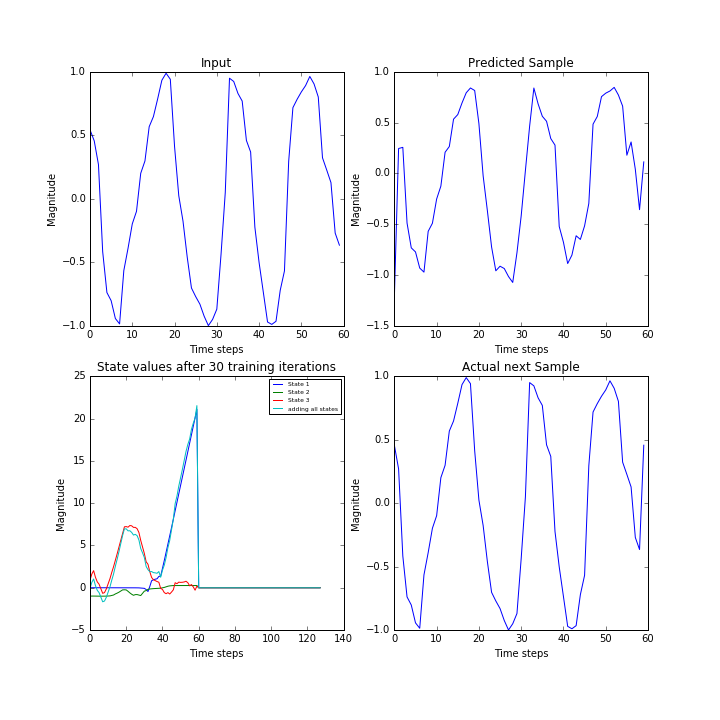 Input
Magnitude
1.0
0.5
0.0
−0.5
−1.0
0 10 20 30 40 50 60
Time steps
Predicted Sample
Magnitude
1.0
0.5
0.0
−0.5
−1.0
−1.5
0 10 20 30 40 50 60
Time steps
State values after 30 training iterations
Magnitude
25
20
15
10
5
0
−5
0 20 40 60 80 100 120 140
Time steps
State 1
State 2
State 3
adding all states
Actual next Sample
Magnitude
1.0
0.5
0.0
−0.5
−1.0
0 10 20 30 40 50 60
Time steps